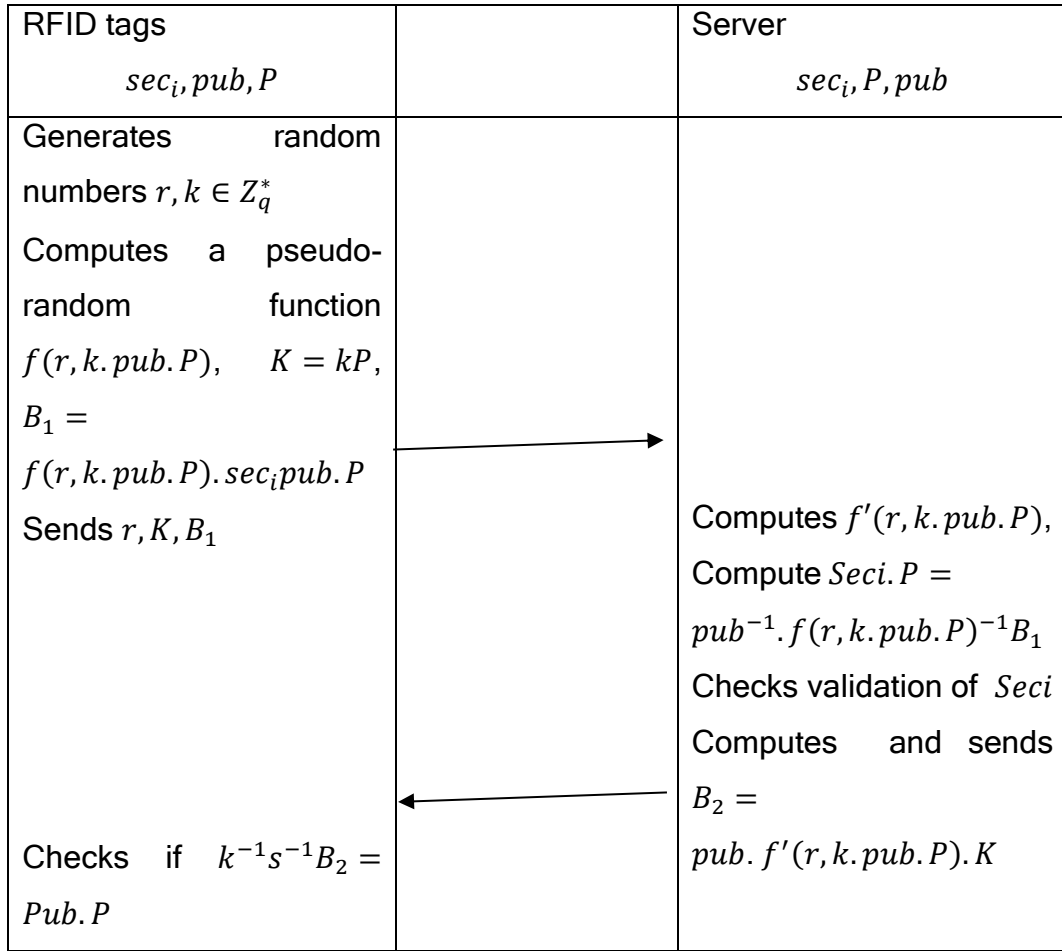 RFID tags
sec_i, pub, P
Server
sec_i, P, pub
Generates random
numbers r, k ∈ Z_q^*
Computes a pseudo-
random function
f(r, k. pub. P), K = kP,
B_1 =
f(r, k. pub. P). sec_i pub. P
Sends r, K, B_1
Computes f′(r, k. pub. P),
Compute Seci. P =
pub^{-1}. f(r, k. pub. P)^{-1}B_1
Checks validation of Seci
Computes and sends
B_2 =
pub. f′(r, k. pub. P). K
Checks if k^{-1}s^{-1}B_2 =
Pub. P